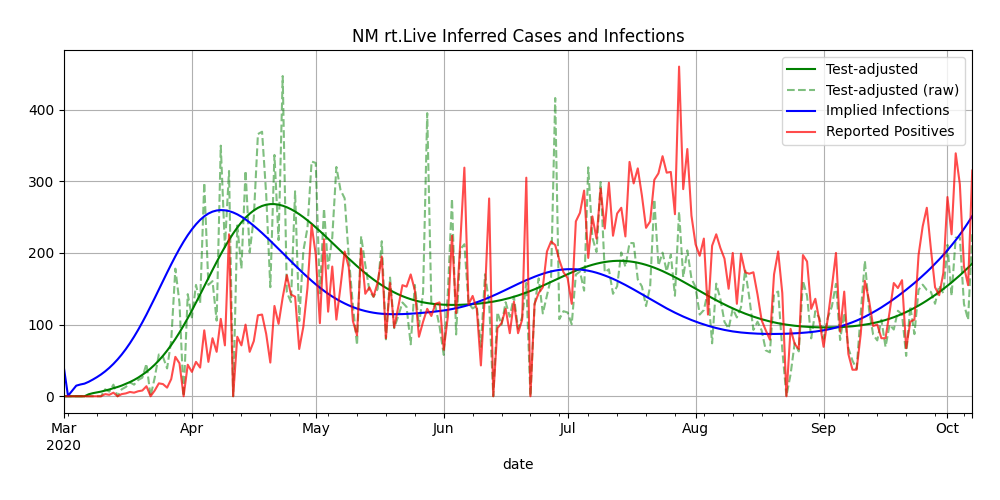 NM rt.Live Inferred Cases and Infections
Test-adjusted
Test-adjusted (raw)
Implied Infections
Reported Positives
400
300
200
100
0
Mar Apr May Jun Jul Aug Sep Oct
2020
date